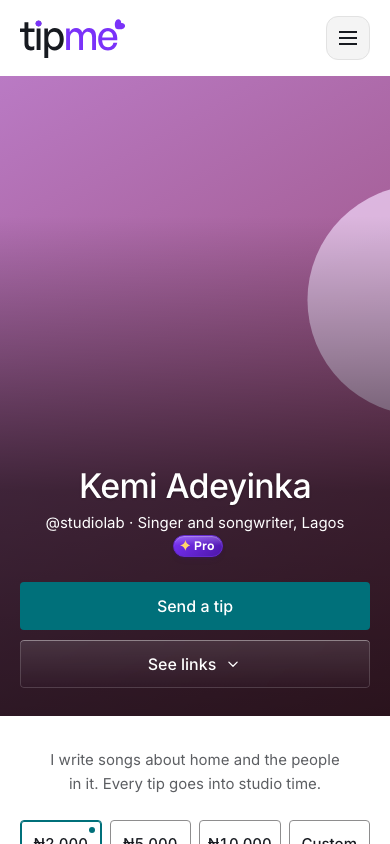 tipme
Kemi Adeyinka
@studiolab · Singer and songwriter, Lagos
✦ Pro
Send a tip
See links
I write songs about home and the people
in it. Every tip goes into studio time.
₦2,000 ₦5,000 ₦10,000 Custom